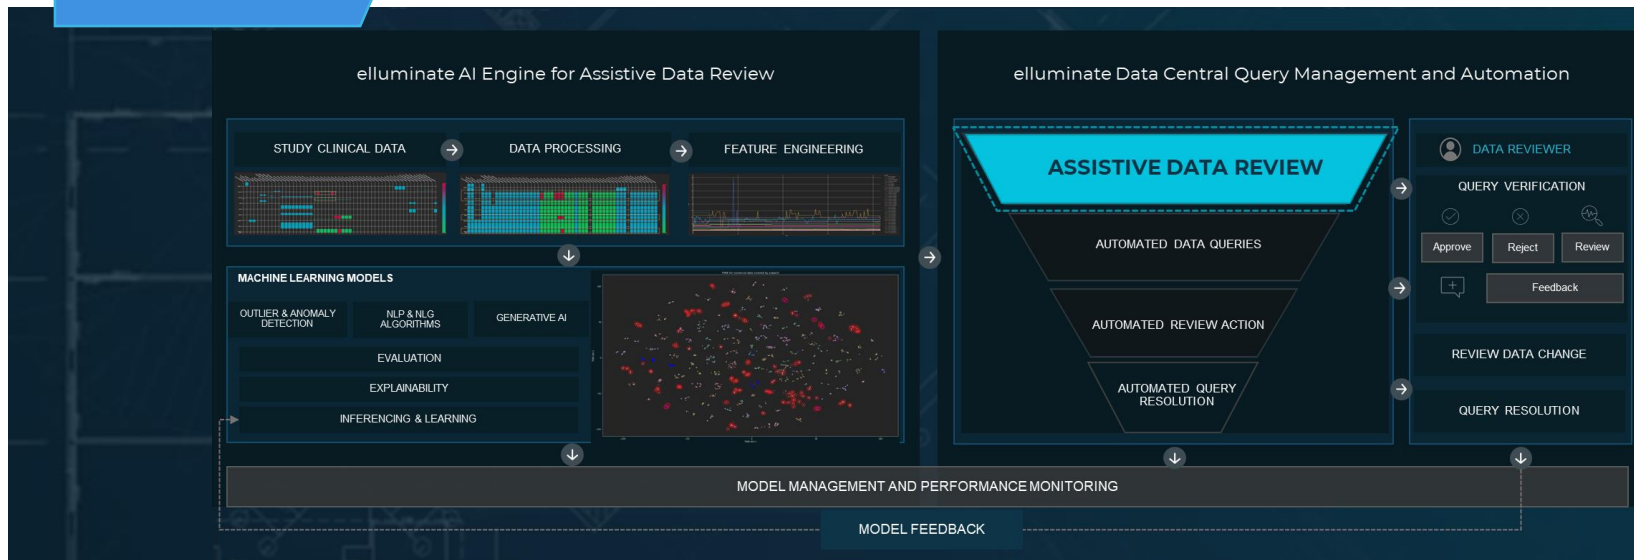 elluminate AI Engine for Assistive Data Review
STUDY CLINICAL DATA
DATA PROCESSING
FEATURE ENGINEERING
MACHINE LEARNING MODELS
OUTLIER & ANOMALY
DETECTION
NLP & NLG
ALGORITHMS
GENERATIVE AI
EVALUATION
EXPLAINABILITY
INFERENCING & LEARNING
elluminate Data Central Query Management and Automation
ASSISTIVE DATA REVIEW
AUTOMATED DATA QUERIES
AUTOMATED REVIEW ACTION
AUTOMATED QUERY
RESOLUTION
DATA REVIEWER
QUERY VERIFICATION
Approve
Reject
Review
Feedback
REVIEW DATA CHANGE
QUERY RESOLUTION
MODEL MANAGEMENT AND PERFORMANCE MONITORING
MODEL FEEDBACK